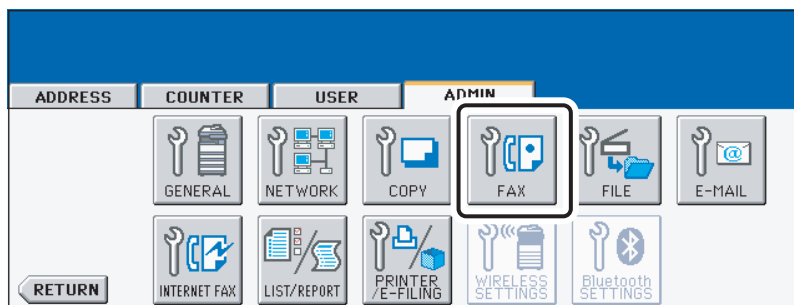 ADDRESS COUNTER USER ADMIN
GENERAL NETWORK COPY FAX FILE E-MAIL
@
INTERNET FAX LIST/REPORT PRINTER
/E-FILING WIRELESS
SETTINGS Bluetooth
SETTINGS
RETURN